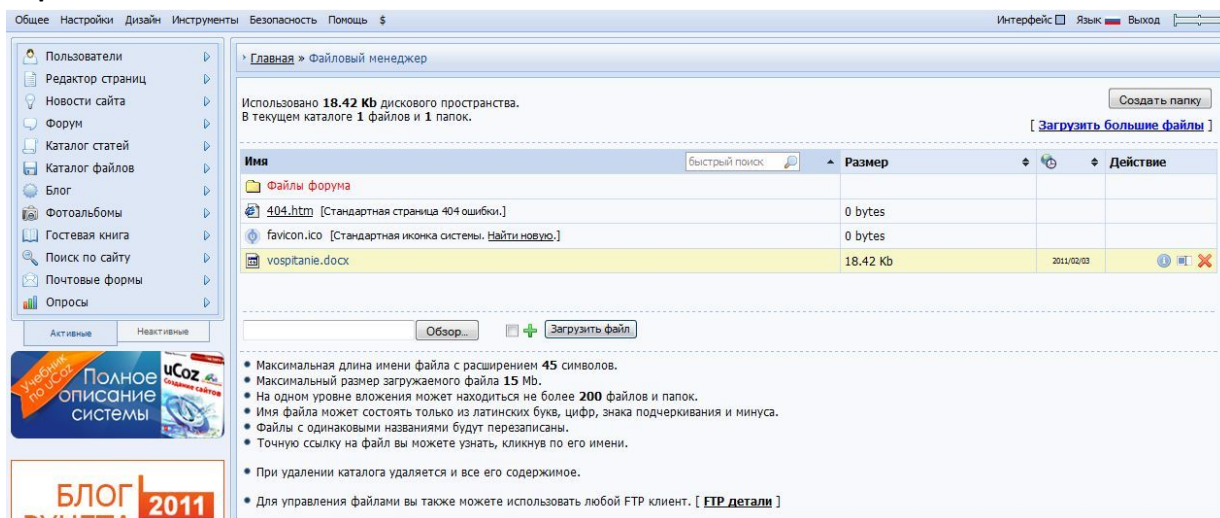 Общее Настройки Дизайн Инструменты Безопасность Помощь $ Интерфейс Язык Выход
Пользователи
Редактор страниц
Новости сайта
Форум
Каталог статей
Каталог файлов
Блог
Фотоальбомы
Гостевая книга
Поиск по сайту
Почтовые формы
Опросы
Активные Неактивные
Учебник по uCoz
Полное описание системы
uCoz
Создание сайтов
БЛОГ
2011
› Главная » Файловый менеджер
Использовано 18.42 Kb дискового пространства.
В текущем каталоге 1 файлов и 1 папок.
Создать папку
[ Загрузить большие файлы ]
Имя быстрый поиск Размер Действие
Файлы форума
404.htm [Стандартная страница 404 ошибки.] 0 bytes
favicon.ico [Стандартная иконка системы. Найти новую.] 0 bytes
vospitanie.docx 18.42 Kb 2011/02/03
Обзор... Загрузить файл
• Максимальная длина имени файла с расширением 45 символов.
• Максимальный размер загружаемого файла 15 Mb.
• На одном уровне вложения может находиться не более 200 файлов и папок.
• Имя файла может состоять только из латинских букв, цифр, знака подчеркивания и минуса.
• Файлы с одинаковыми названиями будут перезаписаны.
• Точную ссылку на файл вы можете узнать, кликнув по его имени.
• При удалении каталога удаляется и все его содержимое.
• Для управления файлами вы также можете использовать любой FTP клиент. [ FTP детали ]